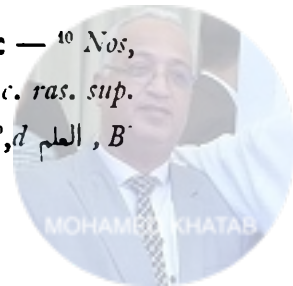 c — ¹⁰ Nos,
c. ras. sup.
,d العلم , B
MOHAMED KHATAB